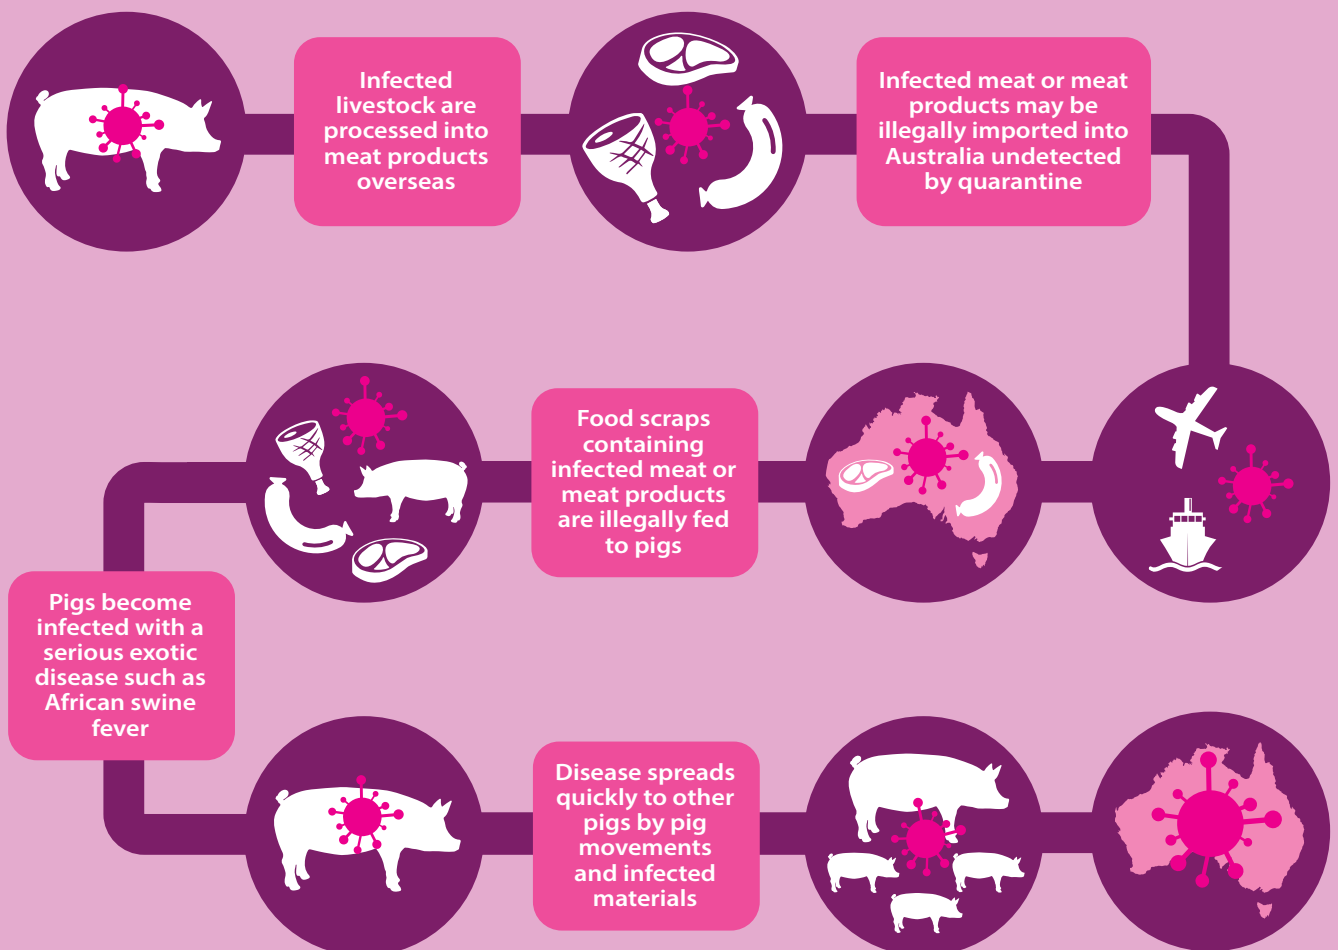 Infected
livestock are
processed into
meat products
overseas
Infected meat or meat
products may be
illegally imported into
Australia undetected
by quarantine
Food scraps
containing
infected meat or
meat products
are illegally fed
to pigs
Pigs become
infected with a
serious exotic
disease such as
African swine
fever
Disease spreads
quickly to other
pigs by pig
movements
and infected
materials